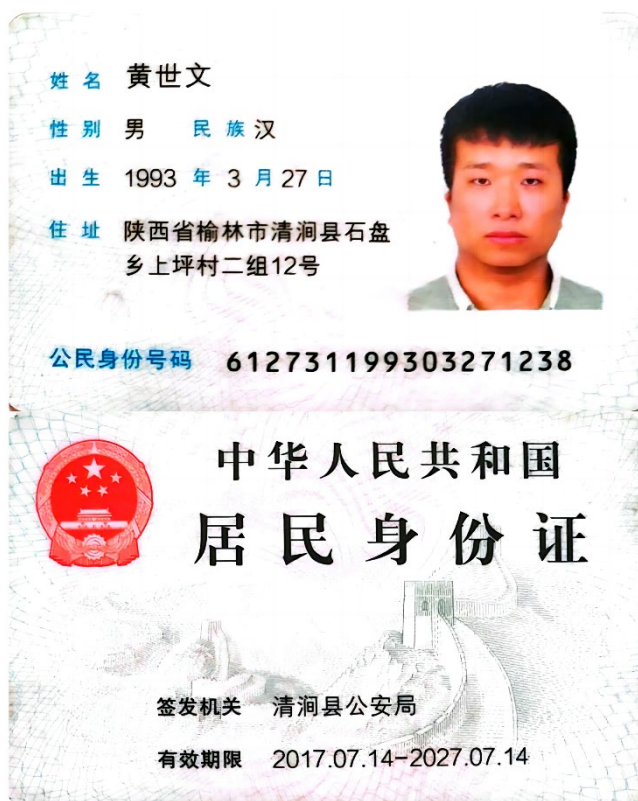 姓名 黄世文
性别 男 民族 汉
出生 1993 年 3 月 27 日
住址 陕西省榆林市清涧县石盘
乡上坪村二组12号
公民身份号码 612731199303271238
中华人民共和国
居民身份证
签发机关 清涧县公安局
有效期限 2017.07.14-2027.07.14